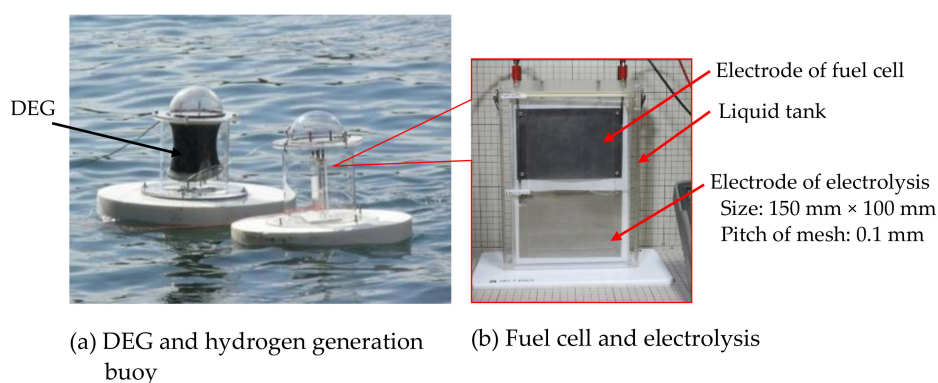 DEG
Electrode of fuel cell
Liquid tank
Electrode of electrolysis
Size: 150 mm × 100 mm
Pitch of mesh: 0.1 mm
(a) DEG and hydrogen generation
buoy
(b) Fuel cell and electrolysis